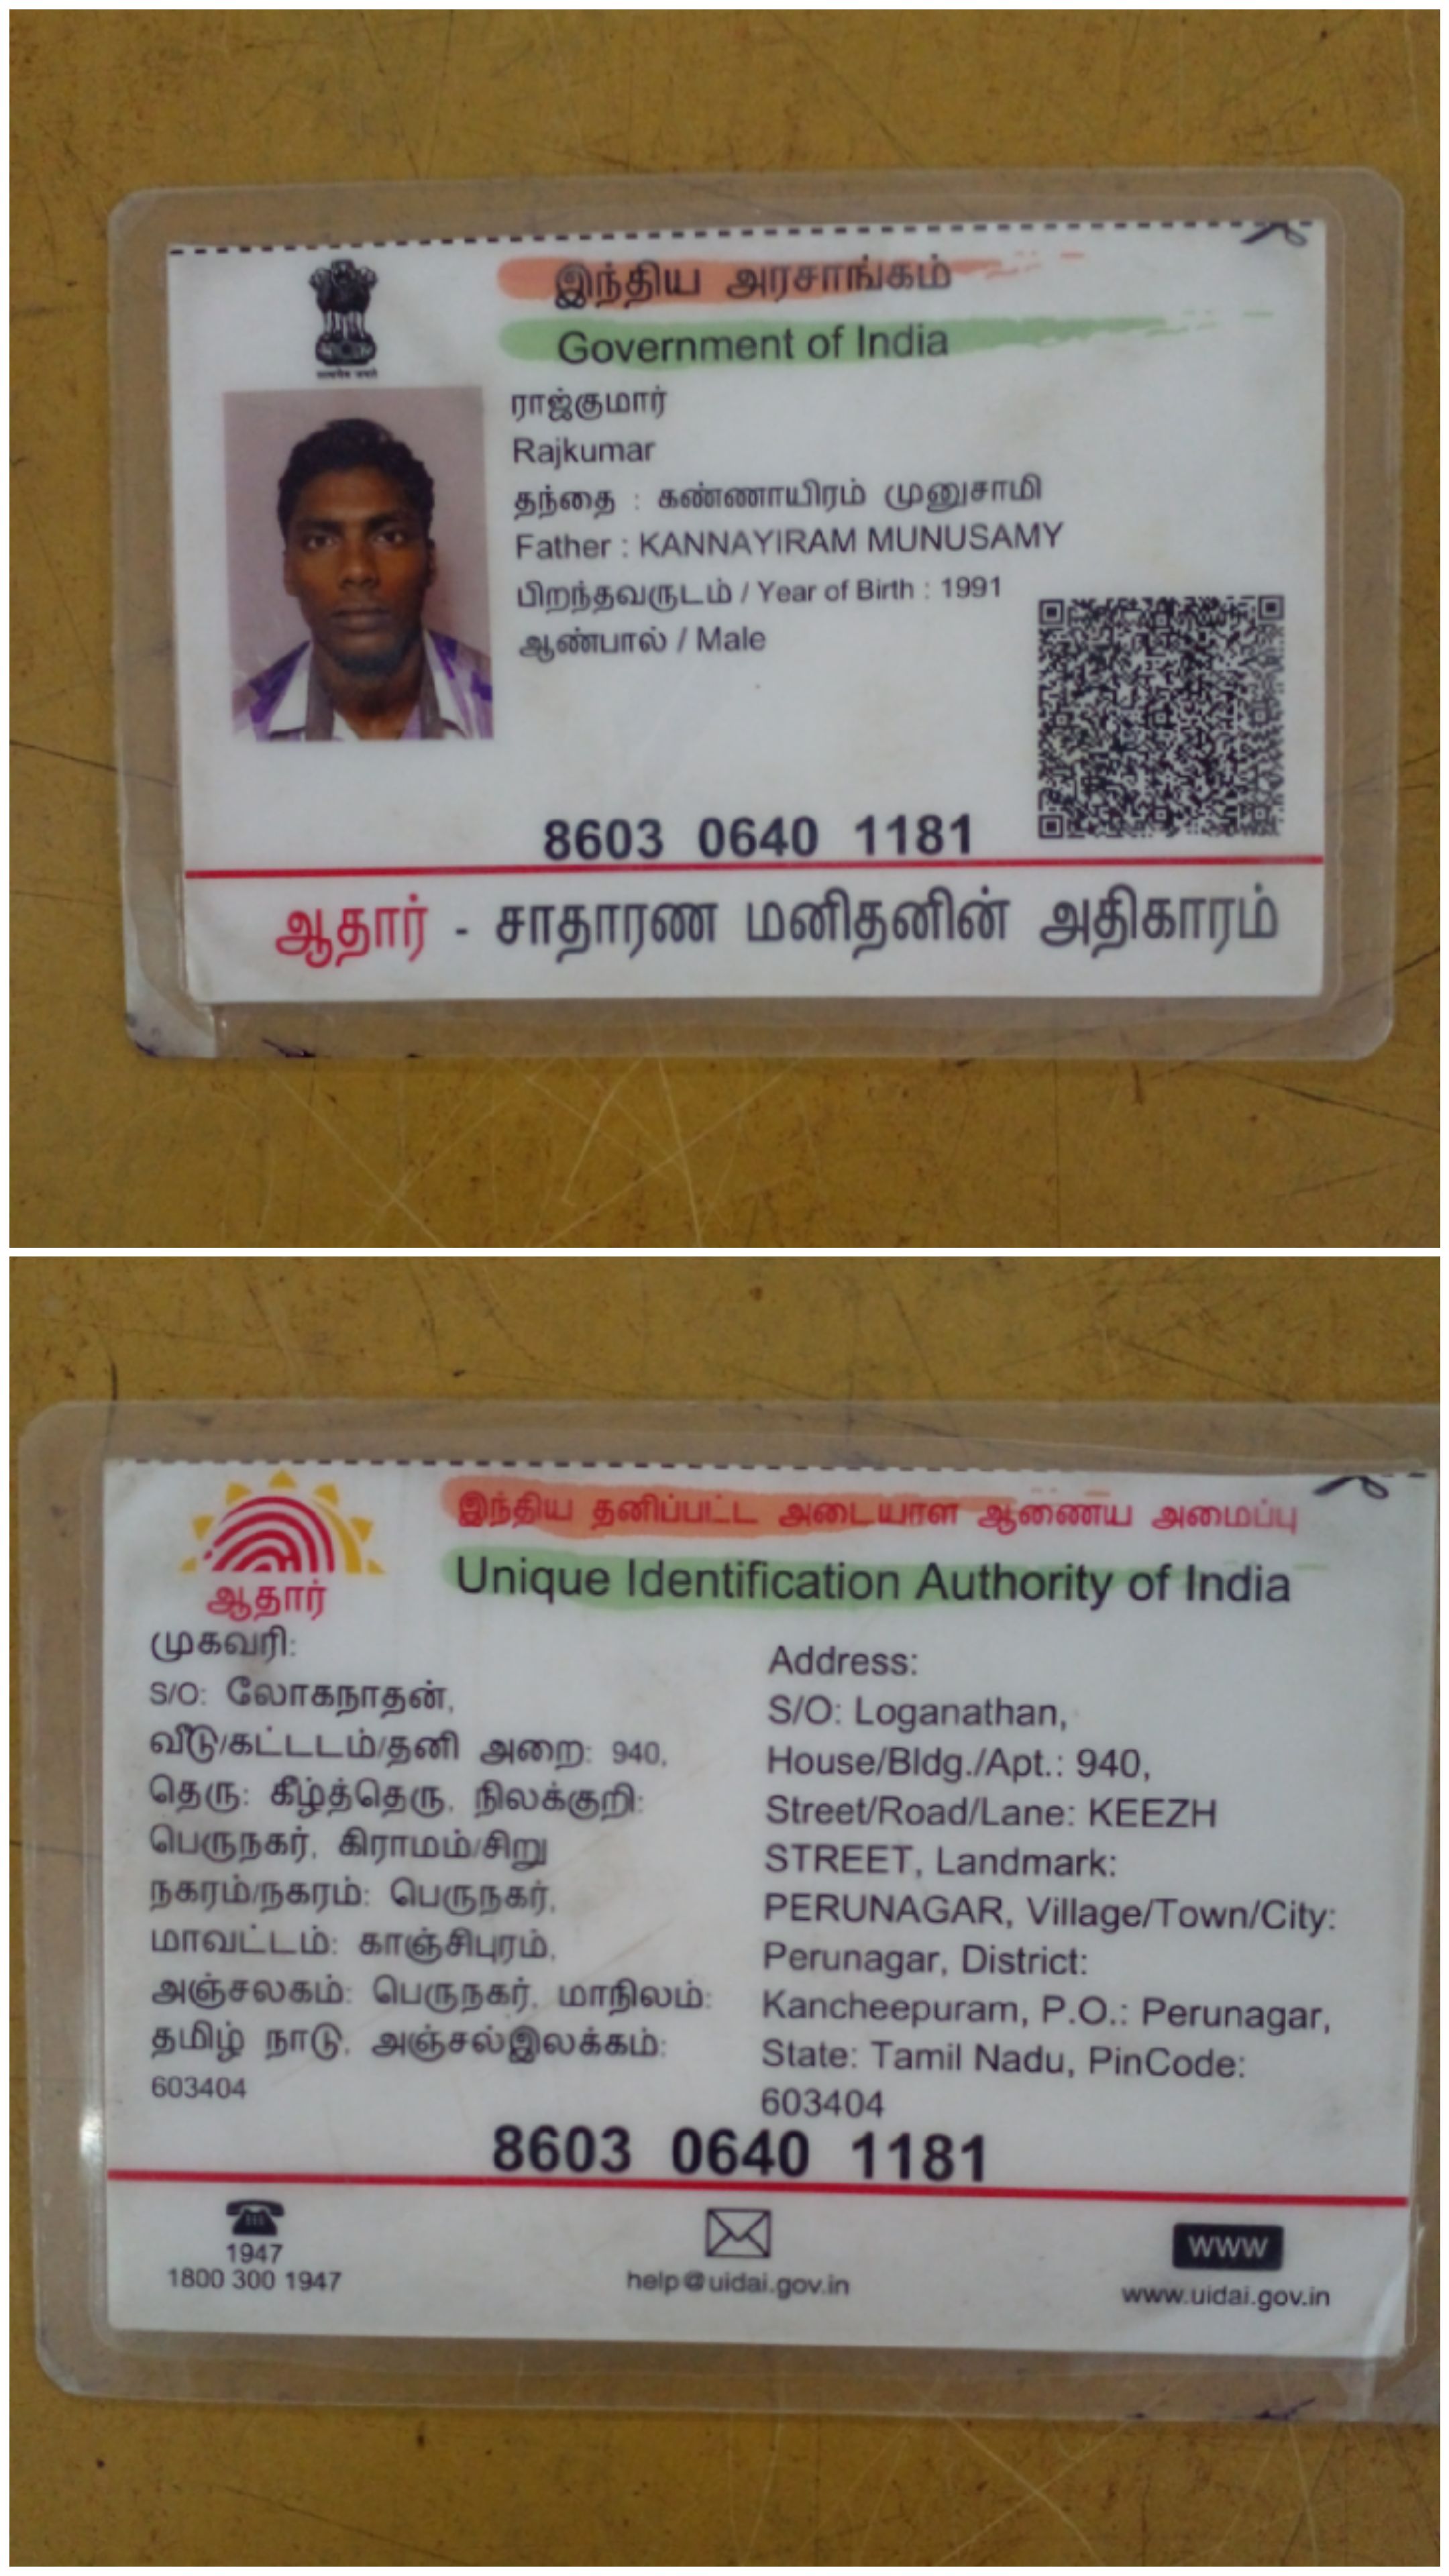 இந்திய அரசாங்கம்
Government of India
ராஜ்குமார்
Rajkumar
தந்தை : கண்ணாயிரம் முனுசாமி
Father : KANNAYIRAM MUNUSAMY
பிறந்தவருடம் / Year of Birth : 1991
ஆண்பால் / Male
8603 0640 1181
ஆதார் - சாதாரண மனிதனின் அதிகாரம்
இந்திய தனிப்பட்ட அடையாள ஆணைய அமைப்பு
Unique Identification Authority of India
ஆதார்
முகவரி:
S/O: லோகநாதன்,
வீடு/கட்டடம்/தனி அறை: 940,
தெரு: கீழ்த்தெரு, நிலக்குறி:
பெருநகர், கிராமம்/சிறு
நகரம்/நகரம்: பெருநகர்,
மாவட்டம்: காஞ்சிபுரம்,
அஞ்சலகம்: பெருநகர், மாநிலம்:
தமிழ் நாடு, அஞ்சல்இலக்கம்:
603404
Address:
S/O: Loganathan,
House/Bldg./Apt.: 940,
Street/Road/Lane: KEEZH
STREET, Landmark:
PERUNAGAR, Village/Town/City:
Perunagar, District:
Kancheepuram, P.O.: Perunagar,
State: Tamil Nadu, PinCode:
603404
8603 0640 1181
1947
1800 300 1947
help@uidai.gov.in
www
www.uidai.gov.in